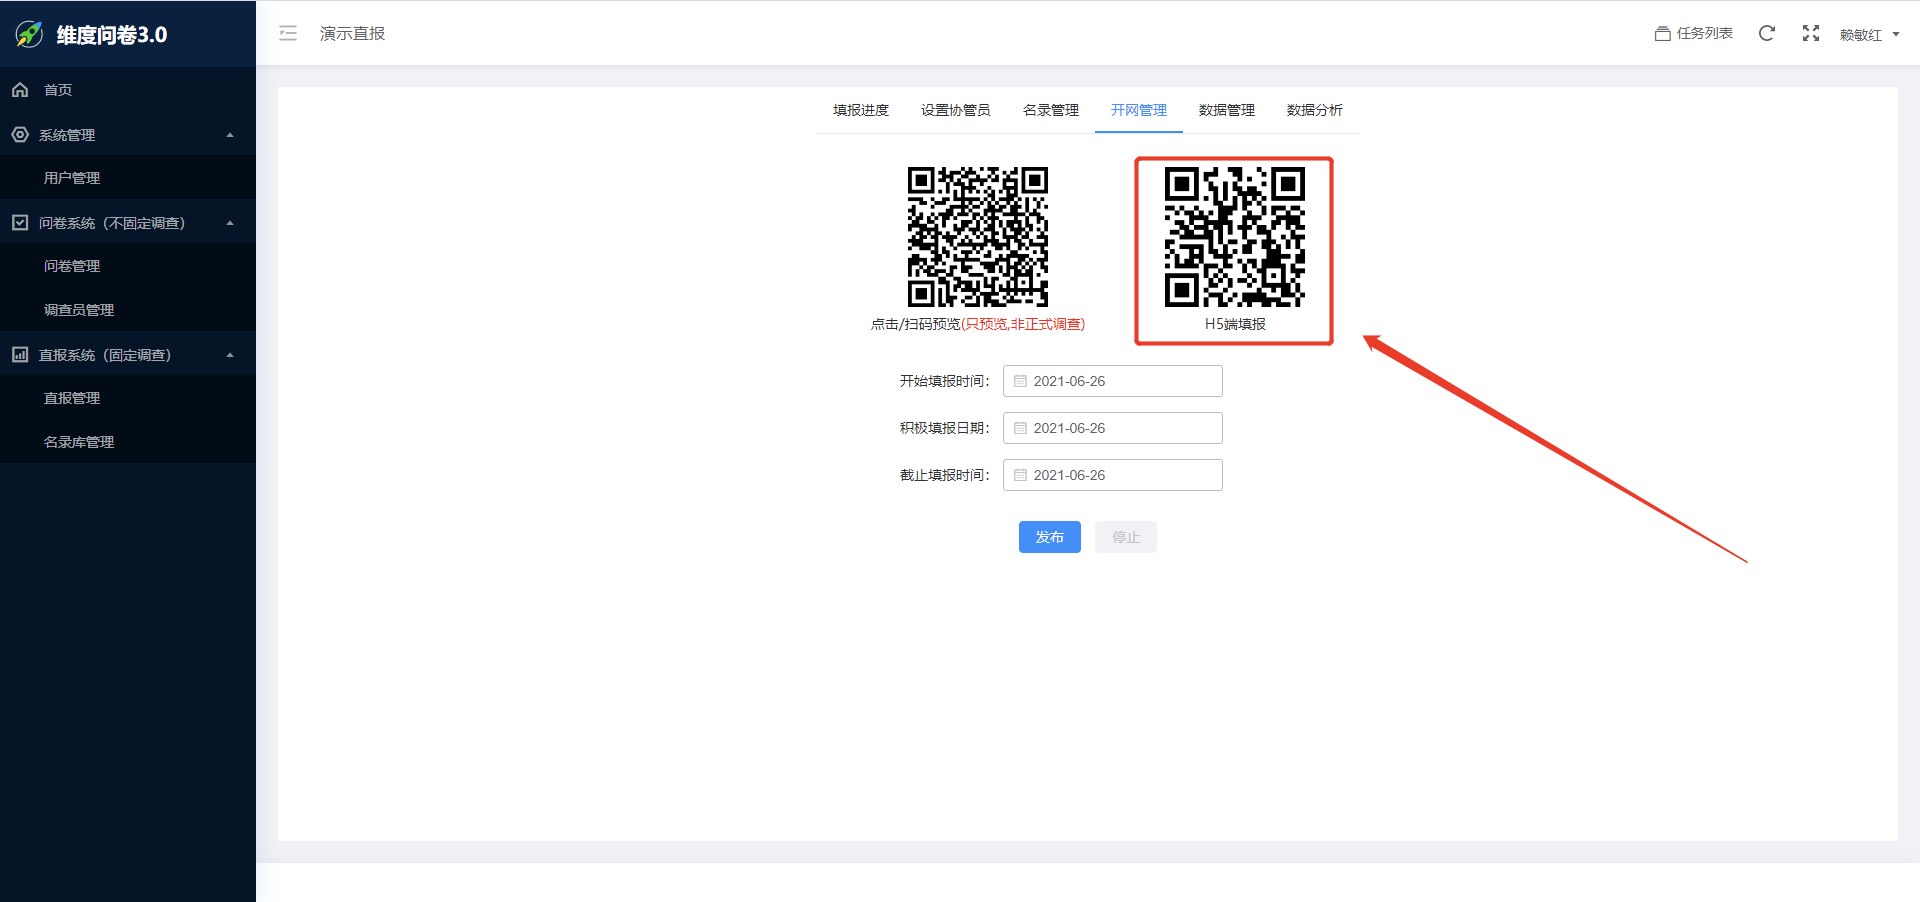 维度问卷3.0
演示直报
任务列表
赖敏红
首页
系统管理
用户管理
问卷系统（不固定调查）
问卷管理
调查员管理
直报系统（固定调查）
直报管理
名录库管理
填报进度 设置协管员 名录管理 开网管理 数据管理 数据分析
点击/扫码预览(只预览,非正式调查)
H5端填报
开始填报时间： 2021-06-26
积极填报日期： 2021-06-26
截止填报时间： 2021-06-26
发布 停止